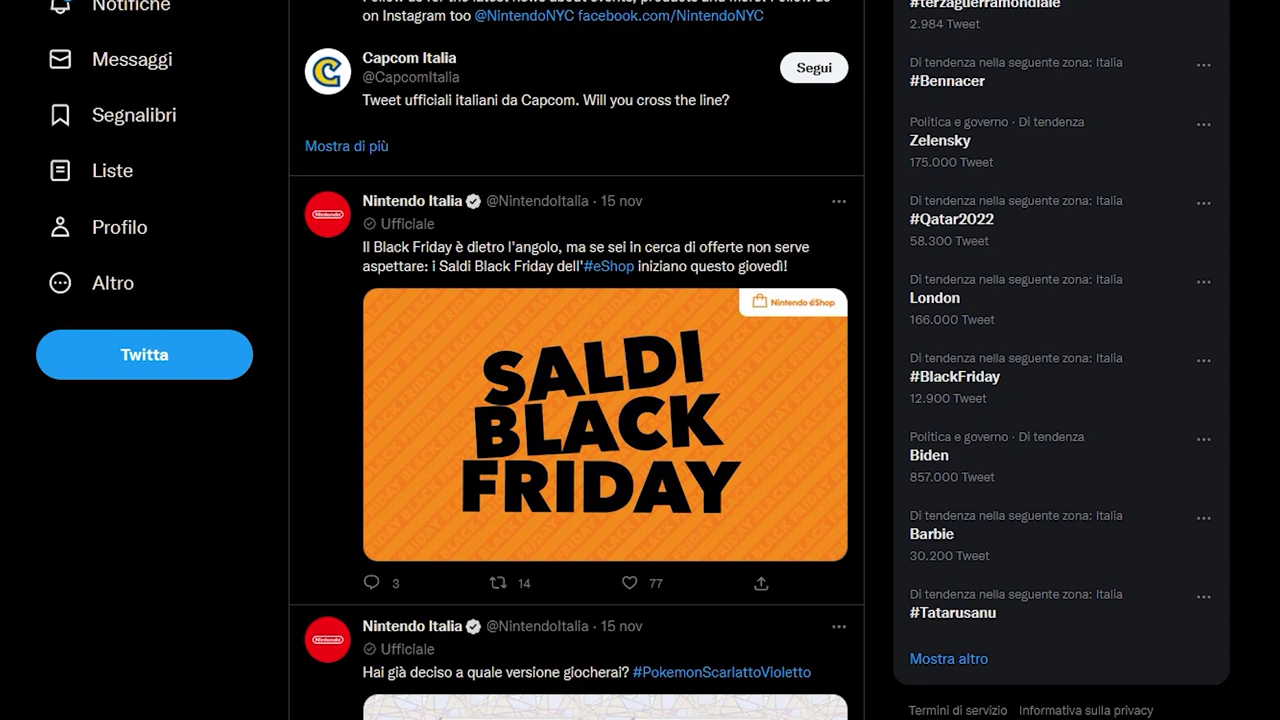 Notifiche
Messaggi
Segnalibri
Liste
Profilo
Altro
Twitta
on Instagram too @NintendoNYC facebook.com/NintendoNYC
Capcom Italia
@CapcomItalia
Segui
Tweet ufficiali italiani da Capcom. Will you cross the line?
Mostra di più
Nintendo Italia @NintendoItalia · 15 nov
Ufficiale
Il Black Friday è dietro l'angolo, ma se sei in cerca di offerte non serve
aspettare: i Saldi Black Friday dell'#eShop iniziano questo giovedì!
Nintendo eShop
SALDI
BLACK
FRIDAY
3 14 77
Nintendo Italia @NintendoItalia · 15 nov
Ufficiale
Hai già deciso a quale versione giocherai? #PokemonScarlattoVioletto
#terzaguerramondiale
2.984 Tweet
Di tendenza nella seguente zona: Italia
#Bennacer
Politica e governo · Di tendenza
Zelensky
175.000 Tweet
Di tendenza nella seguente zona: Italia
#Qatar2022
58.300 Tweet
Di tendenza nella seguente zona: Italia
London
166.000 Tweet
Di tendenza nella seguente zona: Italia
#BlackFriday
12.900 Tweet
Politica e governo · Di tendenza
Biden
857.000 Tweet
Di tendenza nella seguente zona: Italia
Barbie
30.200 Tweet
Di tendenza nella seguente zona: Italia
#Tatarusanu
Mostra altro
Termini di servizio Informativa sulla privacy